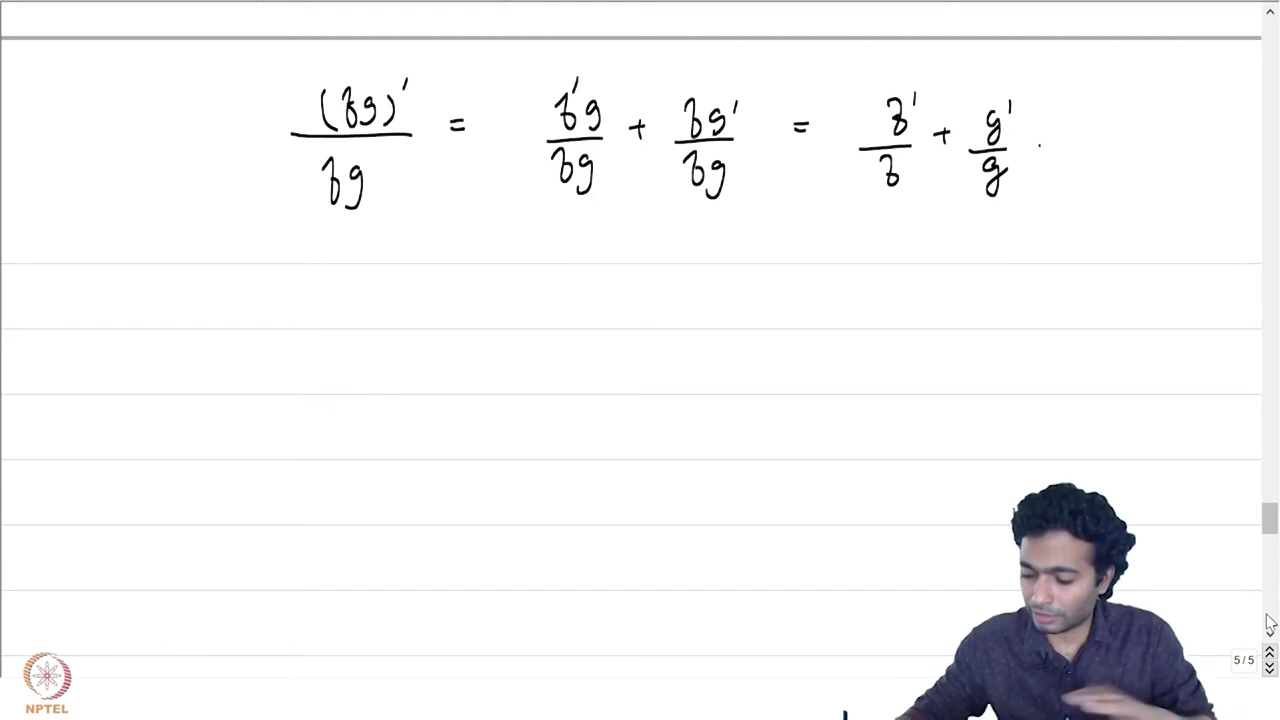 (fg)'/fg = f'g/fg + fg'/fg = f'/f + g'/g .
5 / 5
NPTEL